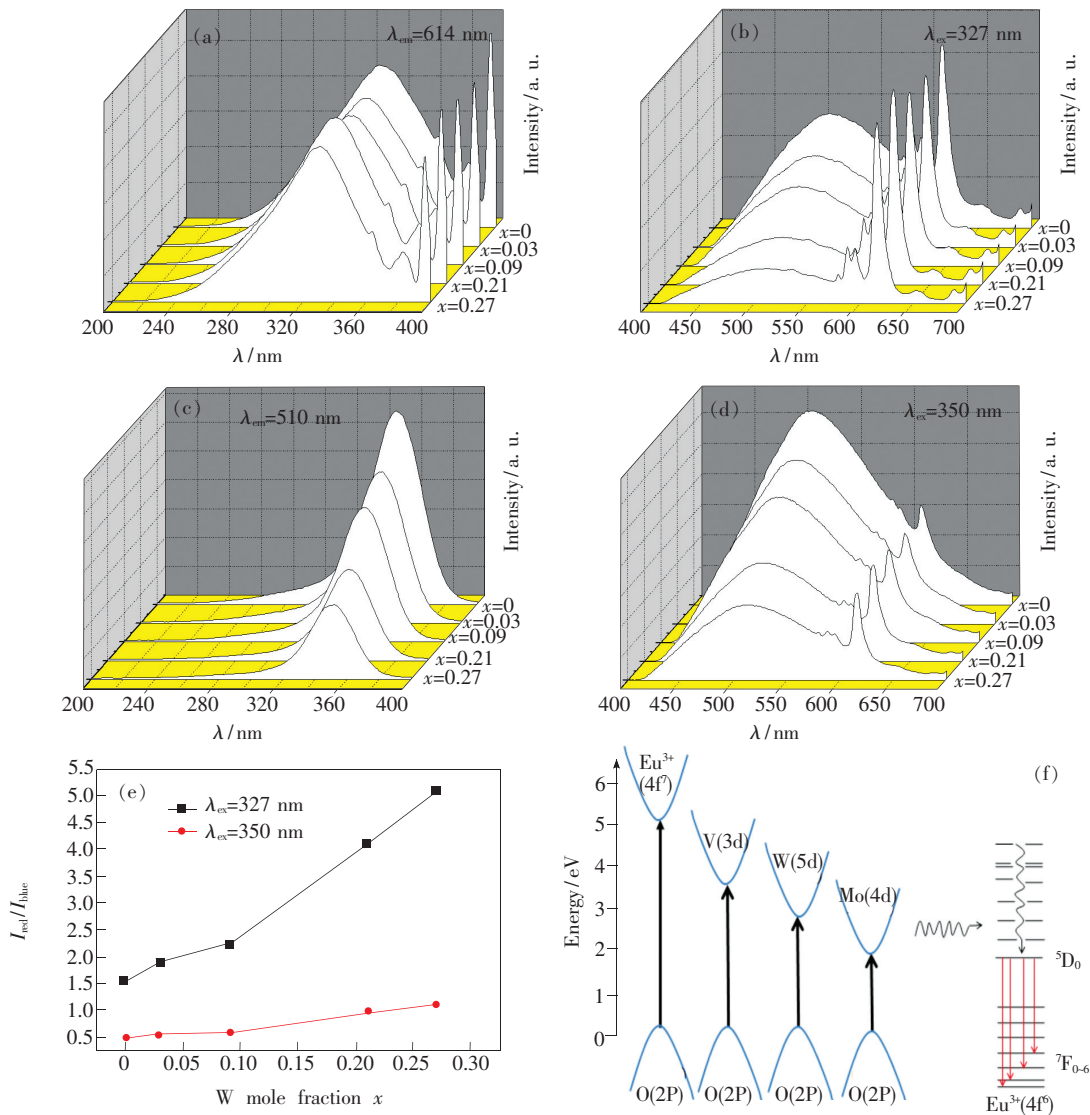 (a)
λem=614 nm
Intensity/a. u.
x=0
x=0.03
x=0.09
x=0.21
x=0.27
200 240 280 320 360 400
λ/nm
(b)
λex=327 nm
Intensity/a. u.
x=0
x=0.03
x=0.09
x=0.21
x=0.27
400 450 500 550 600 650 700
λ/nm
(c)
λem=510 nm
Intensity/a. u.
x=0
x=0.03
x=0.09
x=0.21
x=0.27
200 240 280 320 360 400
λ/nm
(d)
λex=350 nm
Intensity/a. u.
x=0
x=0.03
x=0.09
x=0.21
x=0.27
400 450 500 550 600 650 700
λ/nm
(e)
λex=327 nm
λex=350 nm
5.5
5.0
4.5
4.0
3.5
3.0
2.5
2.0
1.5
1.0
0.5
Ired/Iblue
0 0.05 0.10 0.15 0.20 0.25 0.30
W mole fraction x
(f)
Energy/eV
6
5
4
3
2
1
0
Eu³⁺
(4f⁷)
V(3d)
W(5d)
Mo(4d)
O(2P) O(2P) O(2P) O(2P)
⁵D₀
⁷F₀₋₆
Eu³⁺(4f⁶)